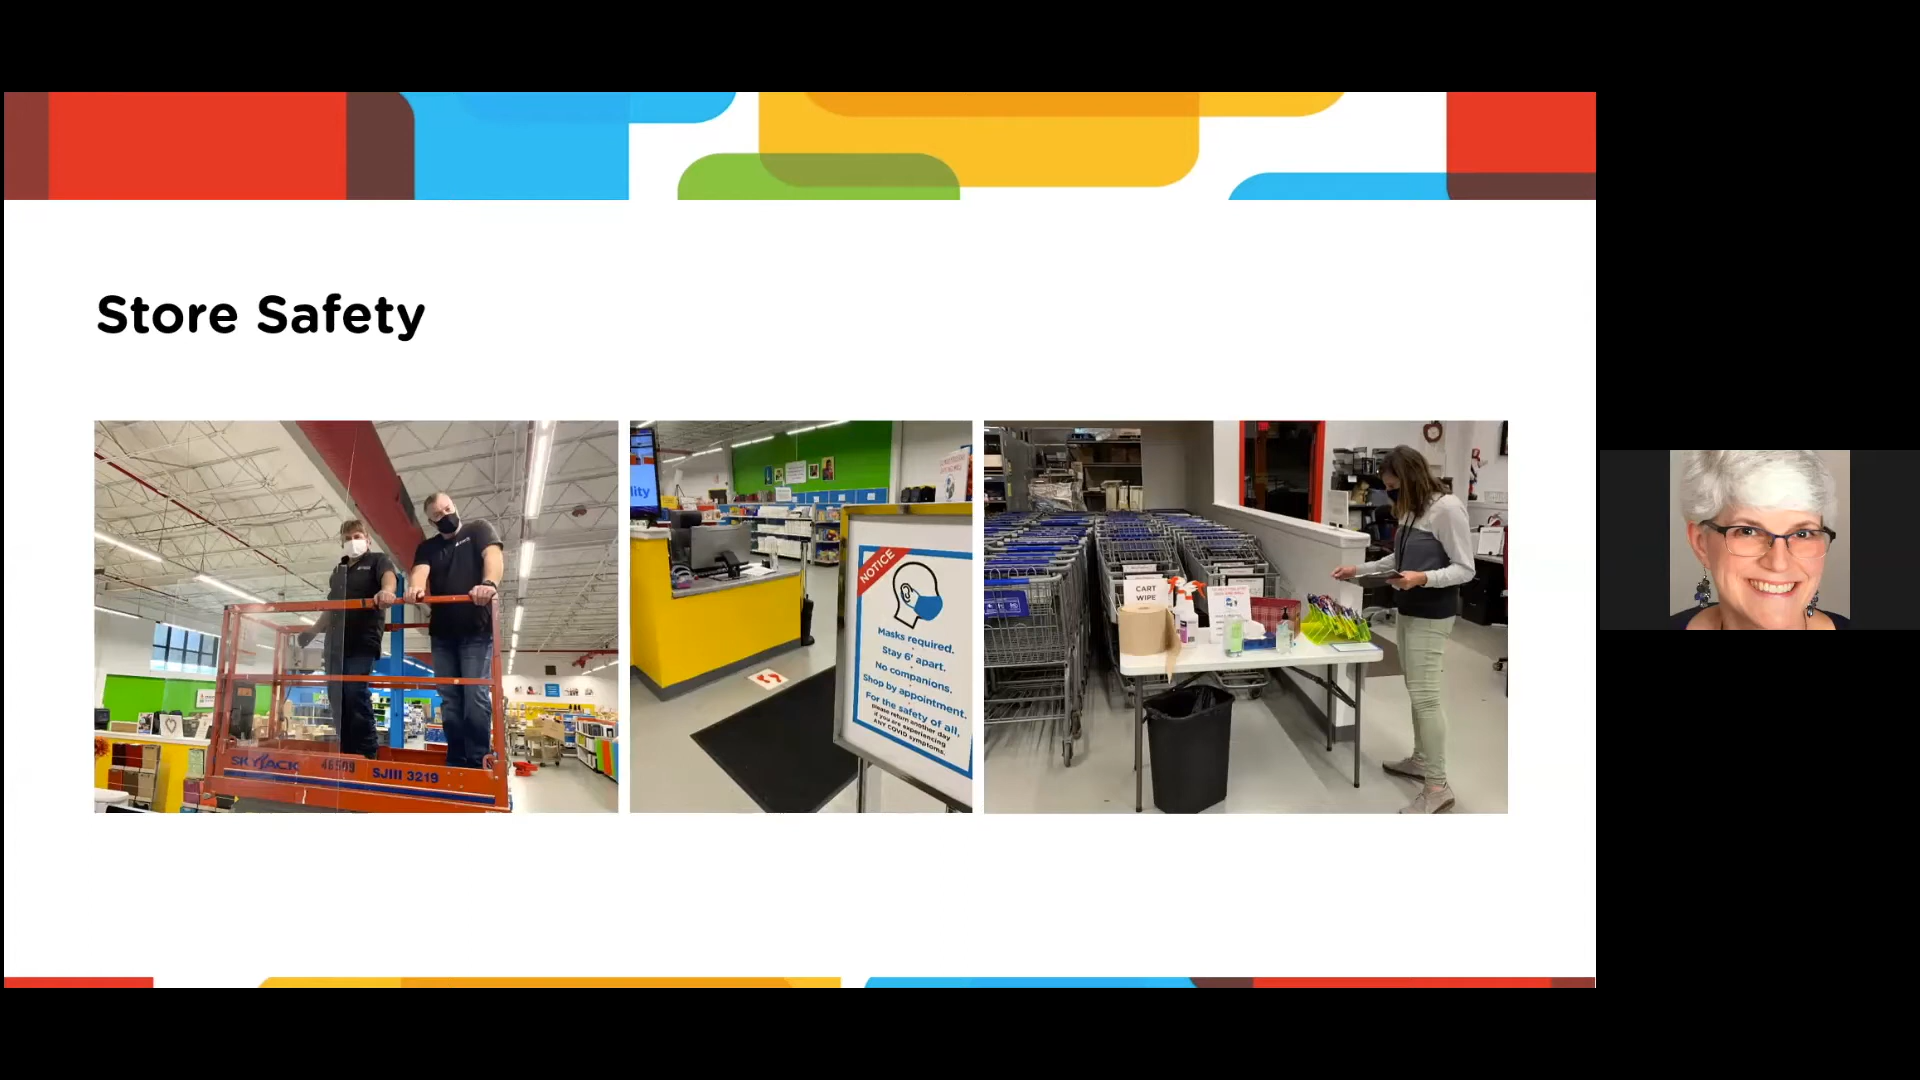 Store Safety
SKYJACK
SJIII 3219
lity
NOTICE
Masks required.
Stay 6' apart.
No companions.
Shop by appointment.
For the safety of all,
please return another day
if you are experiencing
ANY COVID symptoms.
CART
WIPE